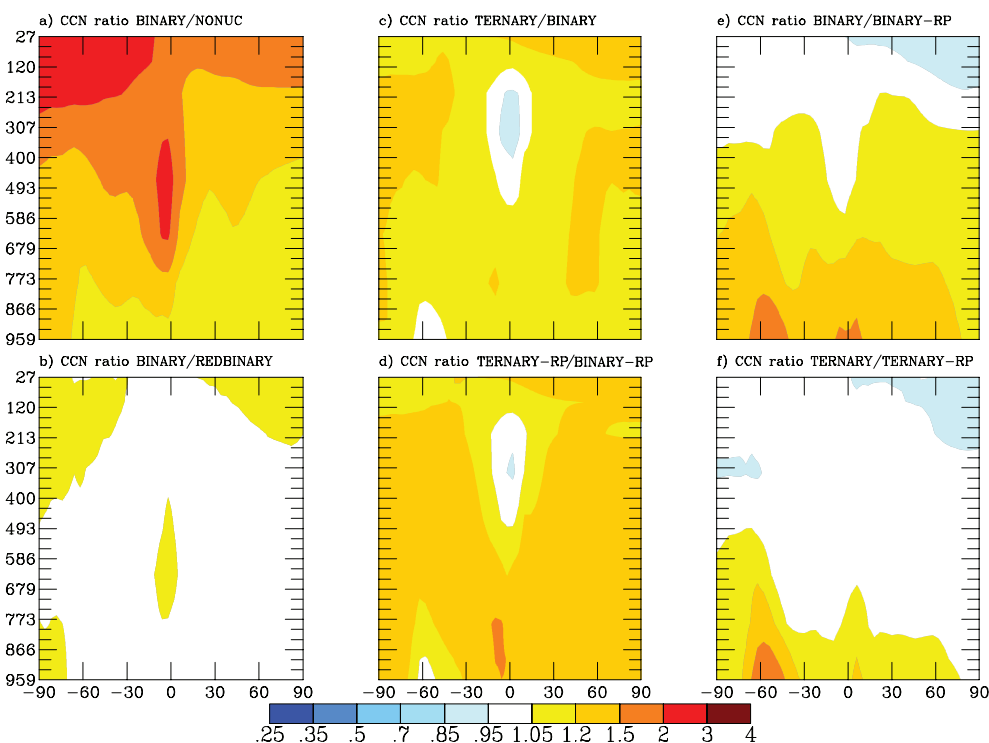 a) CCN ratio BINARY/NONUC
c) CCN ratio TERNARY/BINARY
e) CCN ratio BINARY/BINARY-RP
27
120
213
307
400
493
586
679
773
866
959
b) CCN ratio BINARY/REDBINARY
d) CCN ratio TERNARY-RP/BINARY-RP
f) CCN ratio TERNARY/TERNARY-RP
27
120
213
307
400
493
586
679
773
866
959
-90 -60 -30 0 30 60 90
-90 -60 -30 0 30 60 90
-90 -60 -30 0 30 60 90
.25 .35 .5 .7 .85 .95 1.05 1.2 1.5 2 3 4